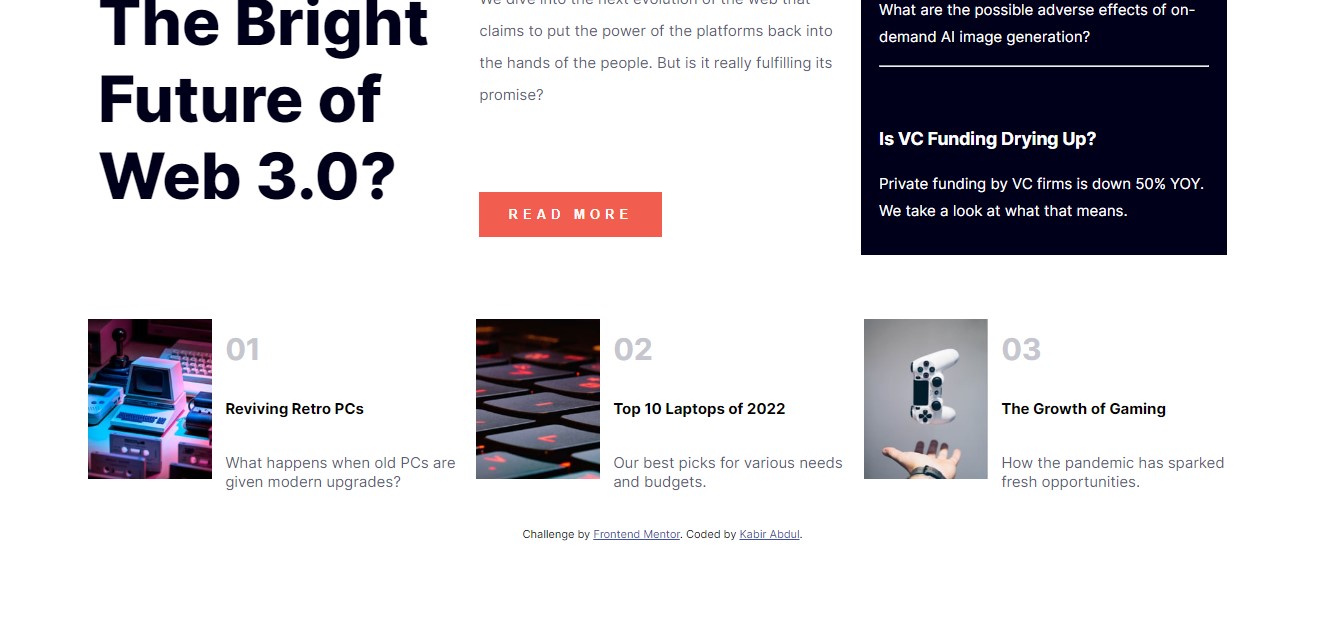 The Bright
Future of
Web 3.0?
We dive into the next evolution of the web that
claims to put the power of the platforms back into
the hands of the people. But is it really fulfilling its
promise?
READ MORE
What are the possible adverse effects of on-
demand AI image generation?
Is VC Funding Drying Up?
Private funding by VC firms is down 50% YOY.
We take a look at what that means.
01
Reviving Retro PCs
What happens when old PCs are
given modern upgrades?
02
Top 10 Laptops of 2022
Our best picks for various needs
and budgets.
03
The Growth of Gaming
How the pandemic has sparked
fresh opportunities.
Challenge by Frontend Mentor. Coded by Kabir Abdul.